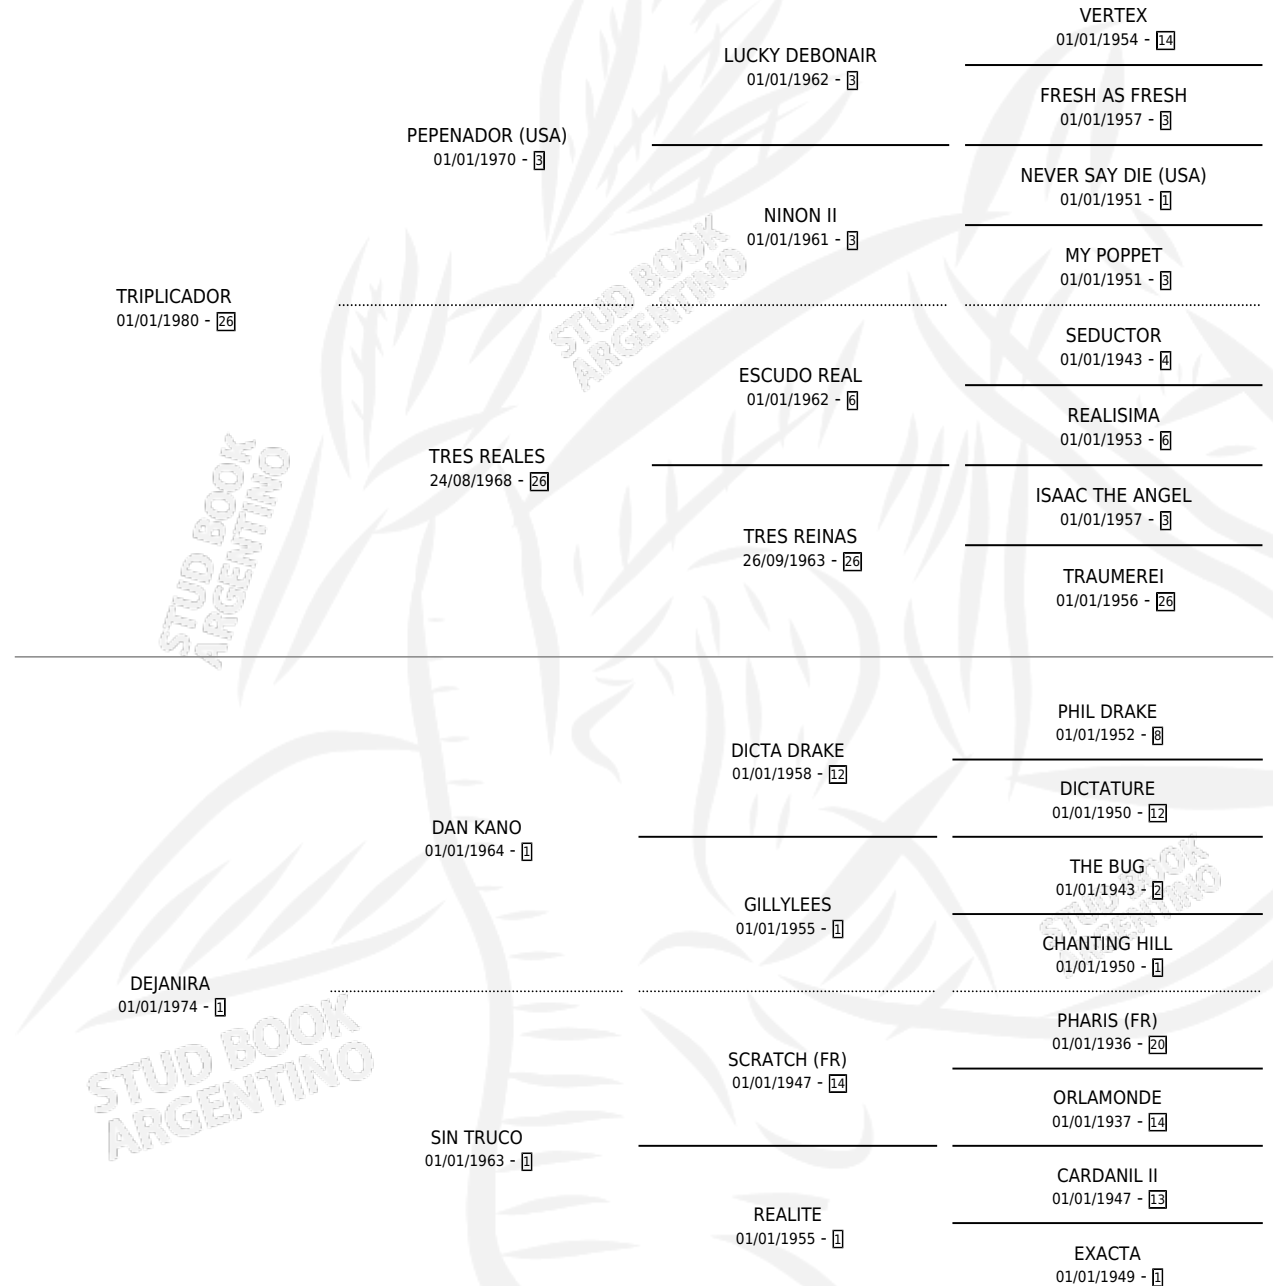 VERTEX
01/01/1954 - 14
LUCKY DEBONAIR
01/01/1962 - 3
FRESH AS FRESH
01/01/1957 - 3
PEPENADOR (USA)
01/01/1970 - 3
NEVER SAY DIE (USA)
01/01/1951 - 1
NINON II
01/01/1961 - 3
MY POPPET
01/01/1951 - 3
TRIPLICADOR
01/01/1980 - 26
SEDUCTOR
01/01/1943 - 4
ESCUDO REAL
01/01/1962 - 6
REALISIMA
01/01/1953 - 6
TRES REALES
24/08/1968 - 26
ISAAC THE ANGEL
01/01/1957 - 3
TRES REINAS
26/09/1963 - 26
TRAUMEREI
01/01/1956 - 26
PHIL DRAKE
01/01/1952 - 8
DICTA DRAKE
01/01/1958 - 12
DICTATURE
01/01/1950 - 12
DAN KANO
01/01/1964 - 1
THE BUG
01/01/1943 - 2
GILLYLEES
01/01/1955 - 1
CHANTING HILL
01/01/1950 - 1
DEJANIRA
01/01/1974 - 1
PHARIS (FR)
01/01/1936 - 20
SCRATCH (FR)
01/01/1947 - 14
ORLAMONDE
01/01/1937 - 14
SIN TRUCO
01/01/1963 - 1
CARDANIL II
01/01/1947 - 13
REALITE
01/01/1955 - 1
EXACTA
01/01/1949 - 1
STUD BOOK
ARGENTINO
STUD BOOK
ARGENTINO
STUD BOOK
ARGENTINO
STUD BOOK
ARGENTINO